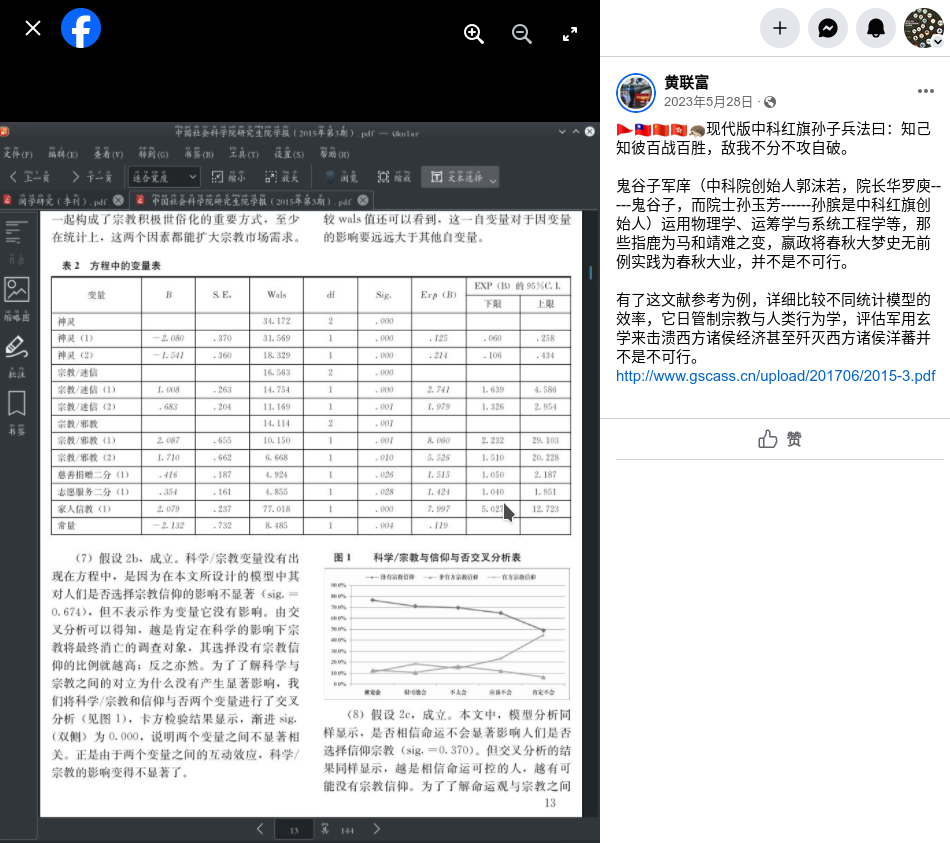 中国社会科学院研究生院学报（2015年第3期）.pdf — Okular
文件(F) 编辑(E) 查看(V) 转到(G) 书签(B) 工具(T) 设置(S) 帮助(H)
上一页 下一页 适合宽度 缩小 放大 浏览 缩放 文本选择
闽学研究（季刊）.pdf 中国社会科学院研究生院学报（2015年第3期）.pdf
缩略图
批注
书签
一起构成了宗教积极世俗化的重要方式，至少
在统计上，这两个因素都能扩大宗教市场需求。
较 wals 值还可以看到，这一自变量对于因变量
的影响要远远大于其他自变量。
表 2 方程中的变量表
变量 B S.E, Wals df Sig. Exp (B) EXP (B) 的 95%C.I.
下限 上限
神灵 34.172 2 .000
神灵（1） －2.080 .370 31.569 1 .000 .125 .060 .258
神灵（2） －1.541 .360 18.329 1 .000 .214 .106 .434
宗教/迷信 16.563 2 .000
宗教/迷信（1） 1.008 .263 14.754 1 .000 2.741 1.639 4.586
宗教/迷信（2） .683 .204 11.169 1 .001 1.979 1.326 2.954
宗教/邪教 14.114 2 .001
宗教/邪教（1） 2.087 .655 10.150 1 .001 8.060 2.232 29.103
宗教/邪教（2） 1.710 .662 6.668 1 .010 5.526 1.510 20.228
慈善捐赠二分（1） .416 .187 4.924 1 .026 1.515 1.050 2.187
志愿服务二分（1） .354 .161 4.855 1 .028 1.424 1.040 1.951
家人信教（1） 2.079 .237 77.018 1 .000 7.997 5.027 12.723
常量 －2.132 .732 8.485 1 .004 .119
（7）假设 2b，成立。科学/宗教变量没有出
现在方程中，是因为在本文所设计的模型中其
对人们是否选择宗教信仰的影响不显著（sig. =
0.674），但不表示作为变量它没有影响。由交
叉分析可以得知，越是肯定在科学的影响下宗
教将最终消亡的调查对象，其选择没有宗教信
仰的比例就越高；反之亦然。为了了解科学与
宗教之间的对立为什么没有产生显著影响，我
们将科学/宗教和信仰与否两个变量进行了交叉
分析（见图 1），卡方检验结果显示，渐进 sig.
(双侧）为 0.000，说明两个变量之间不显著相
关。正是由于两个变量之间的互动效应，科学/
宗教的影响变得不显著了。
图 1 科学/宗教与信仰与否交叉分析表
没有宗教信仰 非官方宗教信仰 官方宗教信仰
90.0%
80.0%
70.0%
60.0%
50.0%
40.0%
30.0%
20.0%
10.0%
0.0%
肯定会 很可能会 不太会 应该不会 肯定不会
（8）假设 2c，成立。本文中，模型分析同
样显示，是否相信命运不会显著影响人们是否
选择信仰宗教（sig. =0.370）。但交叉分析的结
果同样显示，越是相信命运可控的人，越有可
能没有宗教信仰。为了了解命运观与宗教之间
13
13 共 144
黄联富
2023年5月28日 ·
🚩🇹🇼🇨🇳🇭🇰🦔现代版中科红旗孙子兵法曰：知己
知彼百战百胜，敌我不分不攻自破。
鬼谷子军庠（中科院创始人郭沫若，院长华罗庚--
----鬼谷子，而院士孙玉芳------孙膑是中科红旗创
始人）运用物理学、运筹学与系统工程学等，那
些指鹿为马和靖难之变，嬴政将春秋大梦史无前
例实践为春秋大业，并不是不可行。
有了这文献参考为例，详细比较不同统计模型的
效率，它日管制宗教与人类行为学，评估军用玄
学来击溃西方诸侯经济甚至歼灭西方诸侯洋蕃并
不是不可行。
http://www.gscass.cn/upload/201706/2015-3.pdf
赞